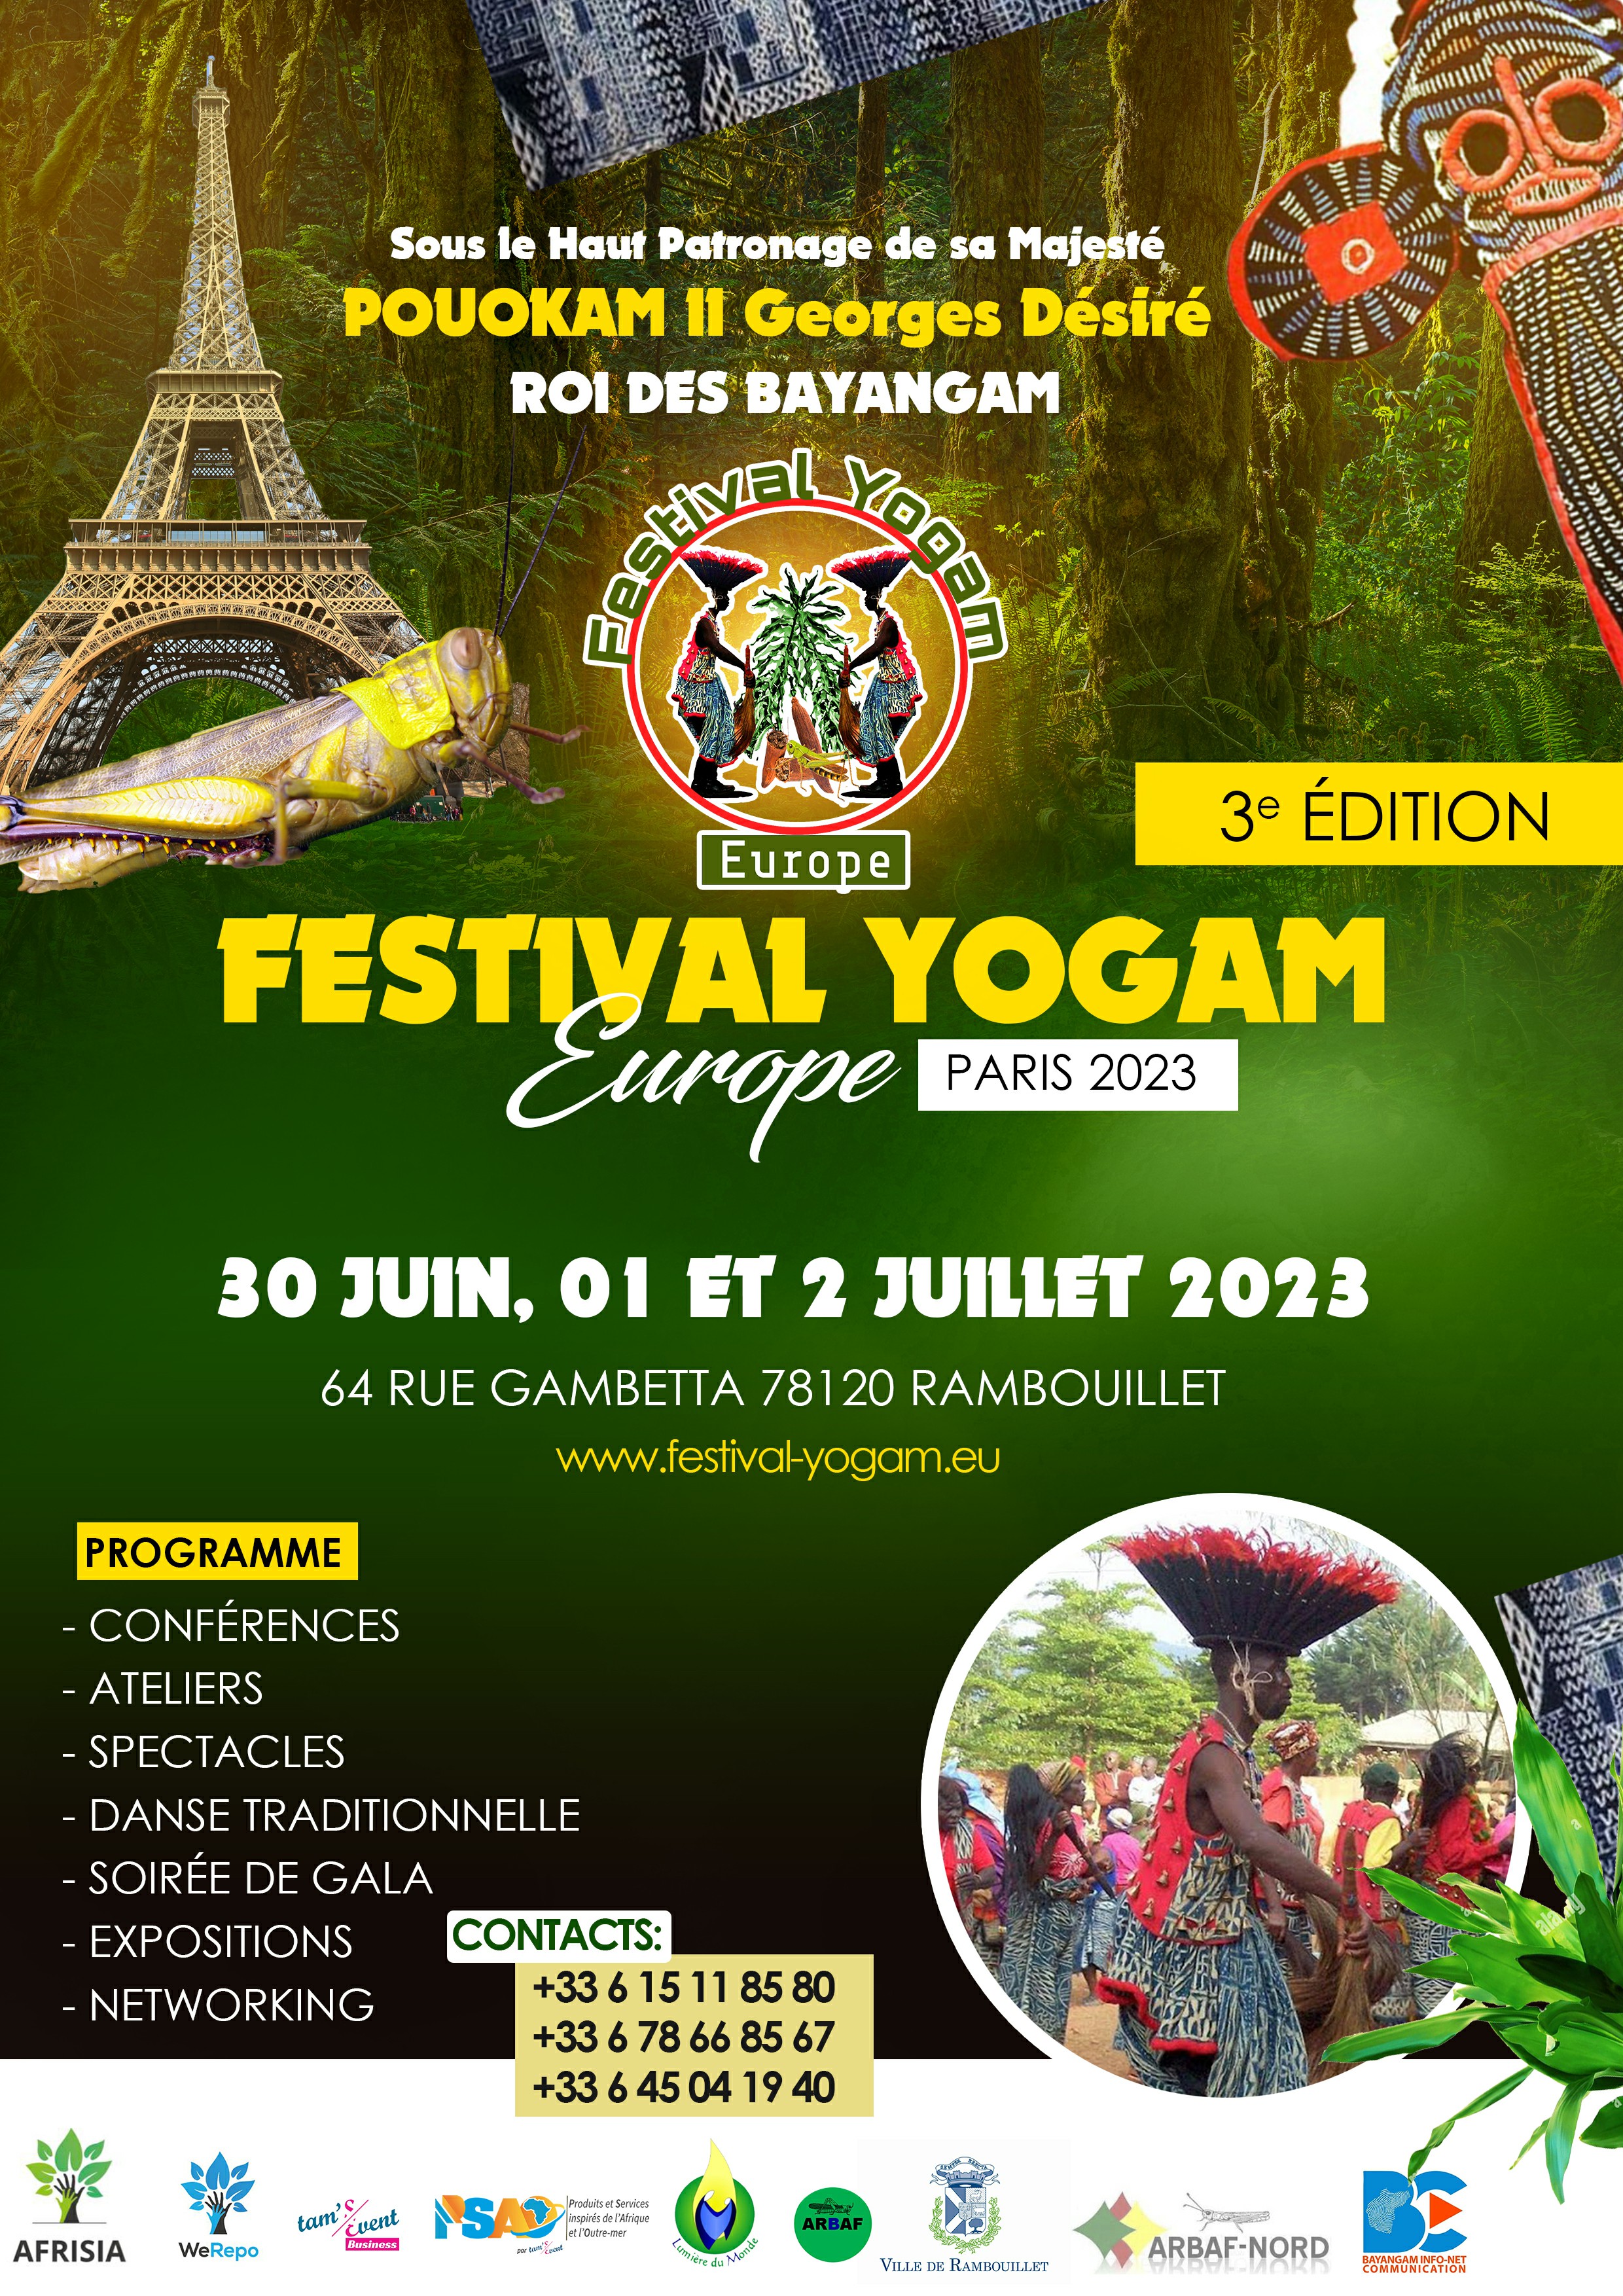 Sous le Haut Patronage de sa Majesté
POUOKAM II Georges Désiré
ROI DES BAYANGAM
Festival Yogam
Europe
3e ÉDITION
FESTIVAL YOGAM
Europe PARIS 2023
30 JUIN, 01 ET 2 JUILLET 2023
64 RUE GAMBETTA 78120 RAMBOUILLET
www.festival-yogam.eu
PROGRAMME
- CONFÉRENCES
- ATELIERS
- SPECTACLES
- DANSE TRADITIONNELLE
- SOIRÉE DE GALA
- EXPOSITIONS
- NETWORKING
CONTACTS:
+33 6 15 11 85 80
+33 6 78 66 85 67
+33 6 45 04 19 40
alamy
AFRISIA
WeRepo
tam's Event
Business
PSAO
Produits et Services
inspirés de l'Afrique
et l'Outre-mer
par tam's Event
Lumière du Monde
ARBAF
VILLE DE RAMBOUILLET
ARBAF-NORD
BC
BAYANGAM INFO-NET
COMMUNICATION